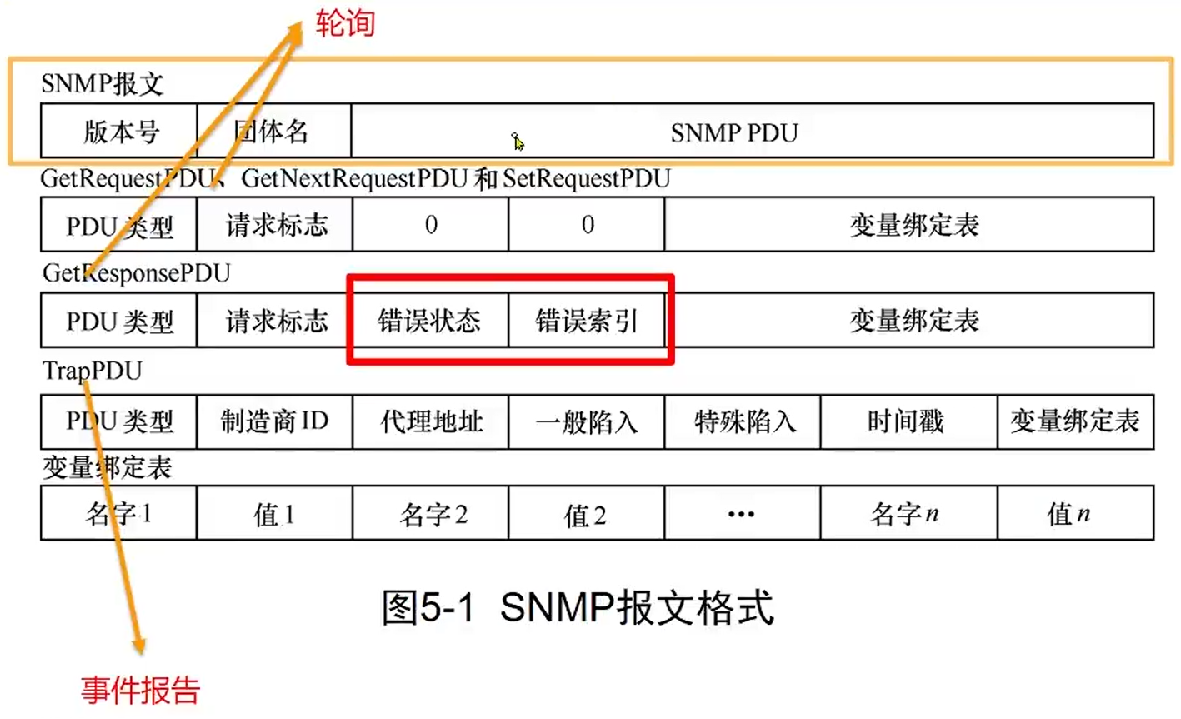 轮询
SNMP报文
版本号 团体名 SNMP PDU
GetRequestPDU、GetNextRequestPDU 和 SetRequestPDU
PDU 类型 请求标志 0 0 变量绑定表
GetResponsePDU
PDU 类型 请求标志 错误状态 错误索引 变量绑定表
TrapPDU
PDU 类型 制造商 ID 代理地址 一般陷入 特殊陷入 时间戳 变量绑定表
变量绑定表
名字 1 值 1 名字 2 值 2 ··· 名字 n 值 n
图5-1 SNMP报文格式
事件报告